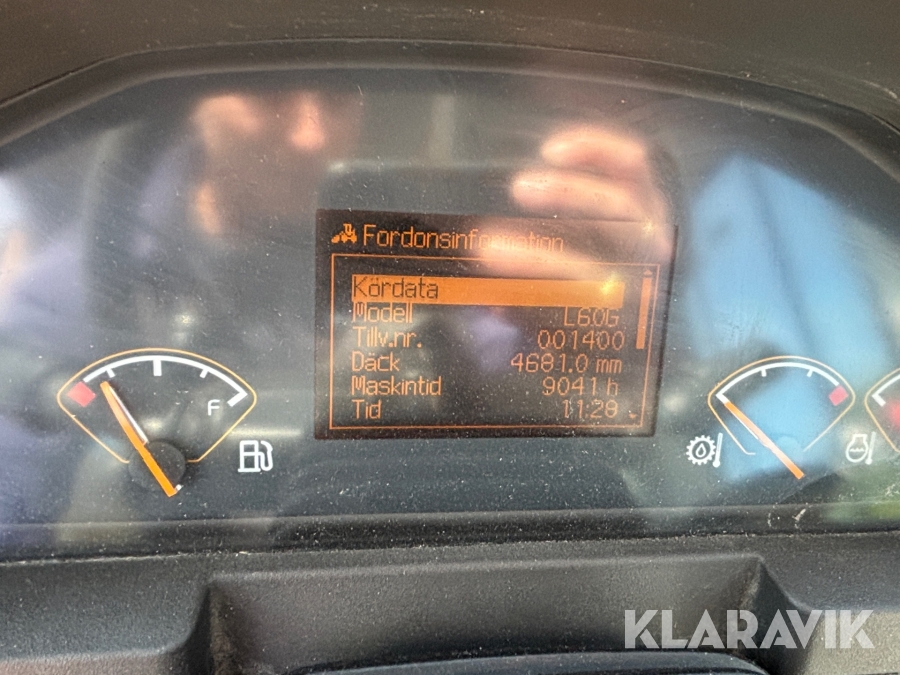 Fordonsinformation
Kördata
Modell L60G
Tillv.nr. 001400
Däck 4681.0 mm
Maskintid 9041 h
Tid 11:28
F
KLARAVIK